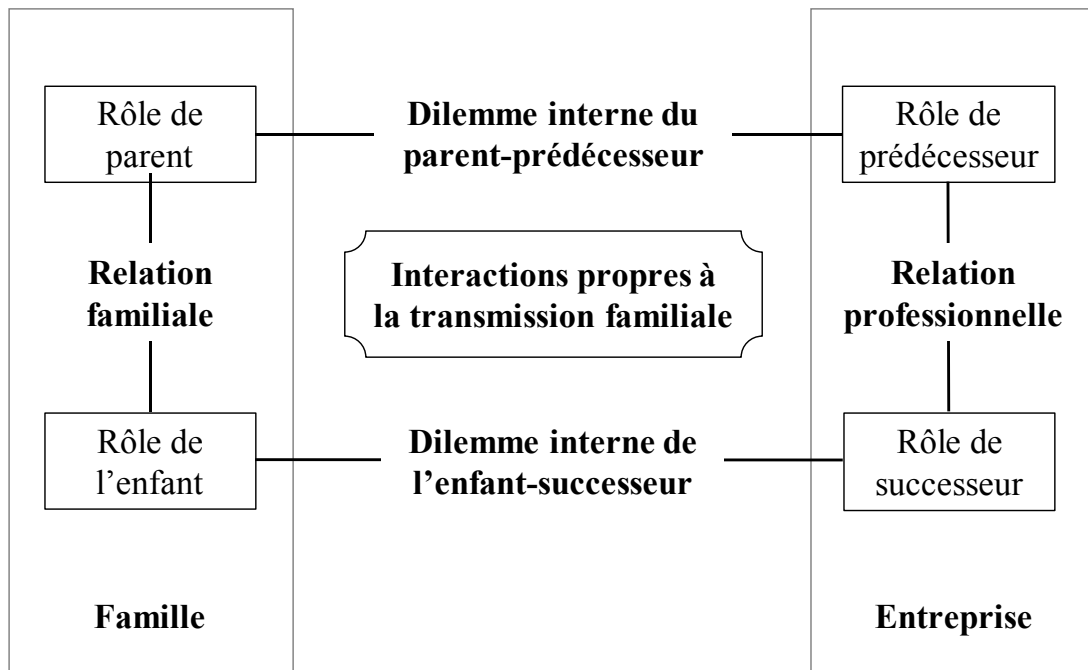 Rôle de
parent
Dilemme interne du
parent-prédécesseur
Rôle de
prédécesseur
Relation
familiale
Interactions propres à
la transmission familiale
Relation
professionnelle
Rôle de
l’enfant
Dilemme interne de
l’enfant-successeur
Rôle de
successeur
Famille
Entreprise